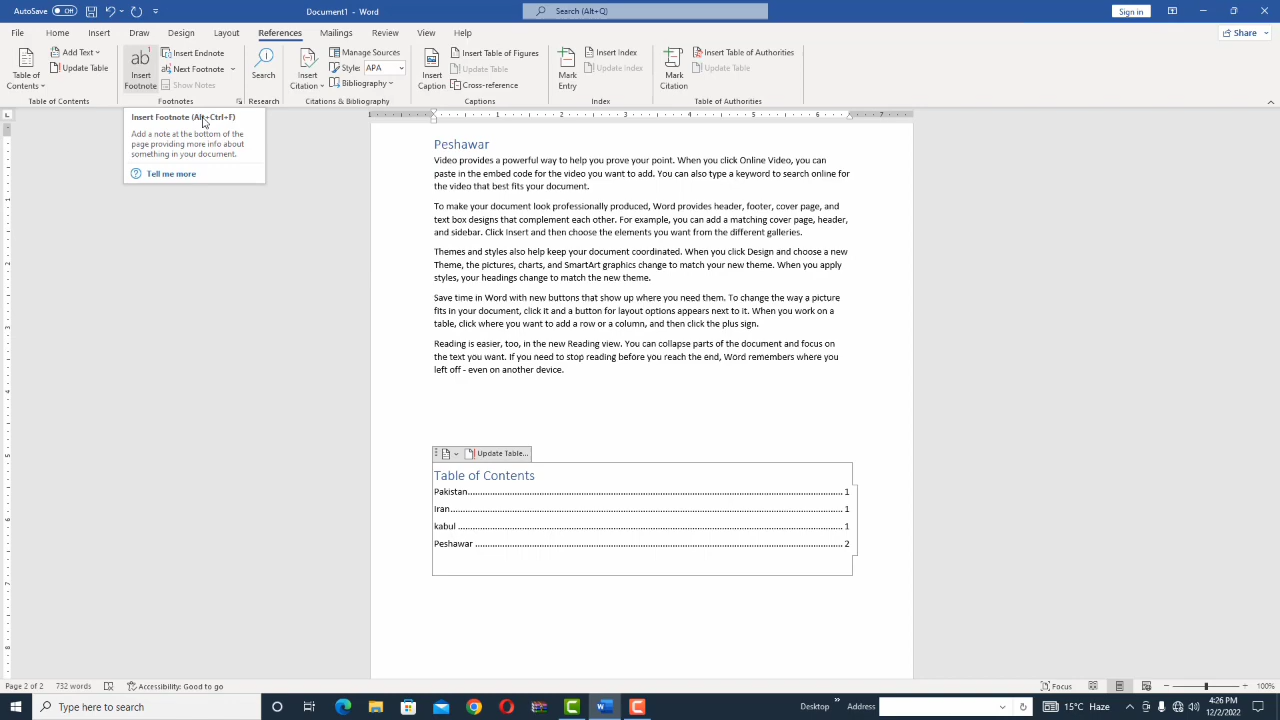 AutoSave Off Document1 - Word Search (Alt+Q) Sign in
File Home Insert Draw Design Layout References Mailings Review View Help Share
Table of Contents Add Text Update Table
Insert Footnote Insert Endnote Next Footnote Show Notes
Search
Insert Citation Manage Sources Style: APA Bibliography
Insert Caption Insert Table of Figures Update Table Cross-reference
Mark Entry Insert Index Update Index
Mark Citation Insert Table of Authorities Update Table
Table of Contents Footnotes Research Citations & Bibliography Captions Index Table of Authorities
Insert Footnote (Alt+Ctrl+F)
Add a note at the bottom of the
page providing more info about
something in your document.
Tell me more
1 1 2 3 4 5 6 7
Peshawar
Video provides a powerful way to help you prove your point. When you click Online Video, you can
paste in the embed code for the video you want to add. You can also type a keyword to search online for
the video that best fits your document.
To make your document look professionally produced, Word provides header, footer, cover page, and
text box designs that complement each other. For example, you can add a matching cover page, header,
and sidebar. Click Insert and then choose the elements you want from the different galleries.
Themes and styles also help keep your document coordinated. When you click Design and choose a new
Theme, the pictures, charts, and SmartArt graphics change to match your new theme. When you apply
styles, your headings change to match the new theme.
Save time in Word with new buttons that show up where you need them. To change the way a picture
fits in your document, click it and a button for layout options appears next to it. When you work on a
table, click where you want to add a row or a column, and then click the plus sign.
Reading is easier, too, in the new Reading view. You can collapse parts of the document and focus on
the text you want. If you need to stop reading before you reach the end, Word remembers where you
left off - even on another device.
Update Table...
Table of Contents
Pakistan 1
Iran 1
kabul 1
Peshawar 2
Page 2 of 2 732 words Accessibility: Good to go Focus 100%
Type here to search Desktop Address 15°C Haze 4:26 PM
12/2/2022